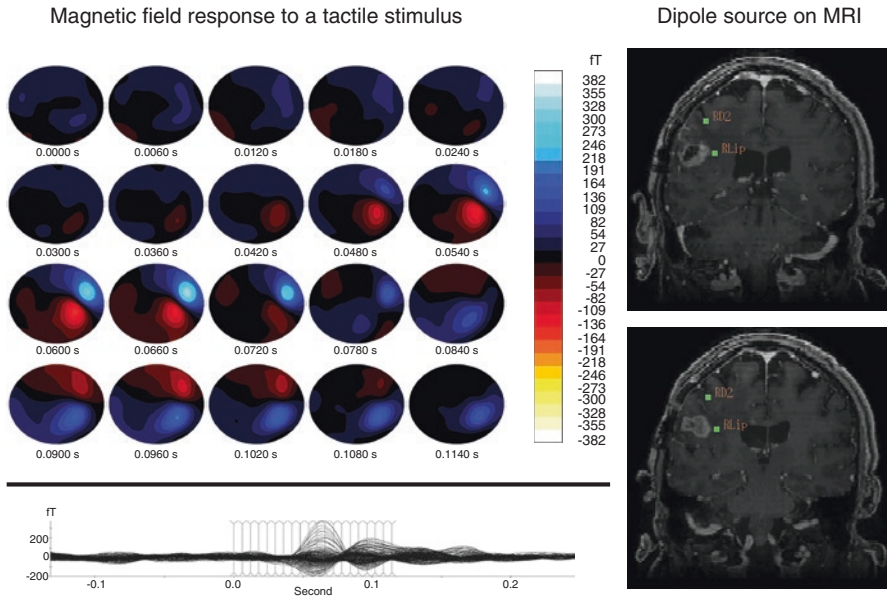 Magnetic field response to a tactile stimulus
Dipole source on MRI
0.0000 s 0.0060 s 0.0120 s 0.0180 s 0.0240 s
0.0300 s 0.0360 s 0.0420 s 0.0480 s 0.0540 s
0.0600 s 0.0660 s 0.0720 s 0.0780 s 0.0840 s
0.0900 s 0.0960 s 0.1020 s 0.1080 s 0.1140 s
fT
382
355
328
300
273
246
218
191
164
136
109
82
54
27
0
-27
-54
-82
-109
-136
-164
-191
-218
-246
-273
-300
-328
-355
-382
RD2
RLip
RD2
RLip
fT
200
0
-200
-0.1 0.0 0.1 0.2
Second